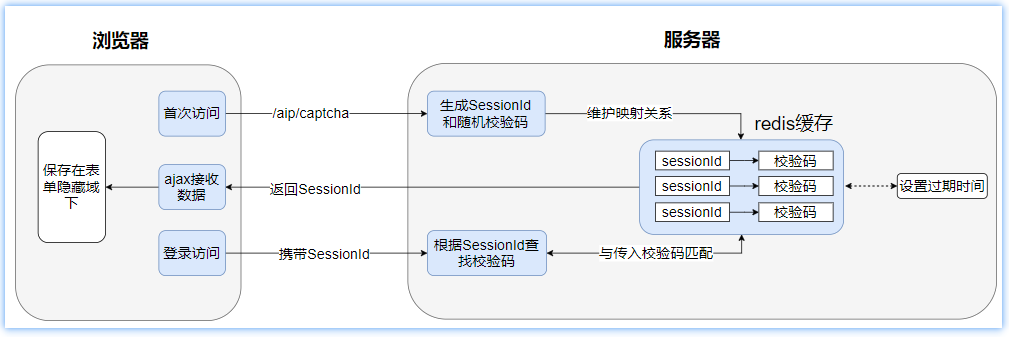 浏览器
服务器
首次访问
/aip/captcha
生成SessionId
和随机校验码
维护映射关系
redis缓存
sessionId
校验码
sessionId
校验码
sessionId
校验码
设置过期时间
保存在表
单隐藏域
下
ajax接收
数据
返回SessionId
登录访问
携带SessionId
根据SessionId查
找校验码
与传入校验码匹配